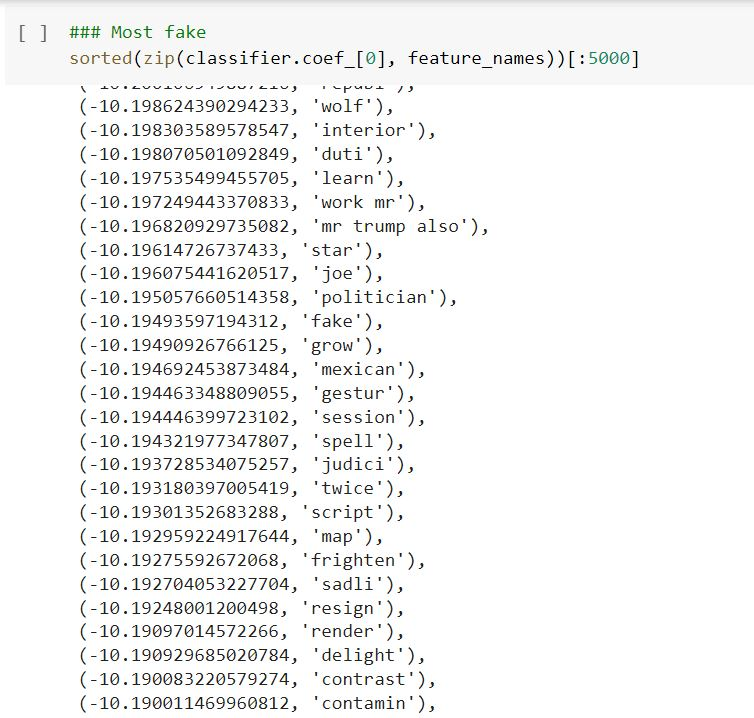 [ ] ### Most fake
sorted(zip(classifier.coef_[0], feature_names))[:5000]
(-10.198624390294233, 'wolf'),
(-10.198303589578547, 'interior'),
(-10.198070501092849, 'duti'),
(-10.197535499455705, 'learn'),
(-10.197249443370833, 'work mr'),
(-10.196820929735082, 'mr trump also'),
(-10.19614726737433, 'star'),
(-10.196075441620517, 'joe'),
(-10.195057660514358, 'politician'),
(-10.19493597194312, 'fake'),
(-10.19490926766125, 'grow'),
(-10.194692453873484, 'mexican'),
(-10.194463348809055, 'gestur'),
(-10.194446399723102, 'session'),
(-10.194321977347807, 'spell'),
(-10.193728534075257, 'judici'),
(-10.193180397005419, 'twice'),
(-10.19301352683288, 'script'),
(-10.192959224917644, 'map'),
(-10.19275592672068, 'frighten'),
(-10.192704053227704, 'sadli'),
(-10.19248001200498, 'resign'),
(-10.19097014572266, 'render'),
(-10.190929685020784, 'delight'),
(-10.190083220579274, 'contrast'),
(-10.190011469960812, 'contamin'),